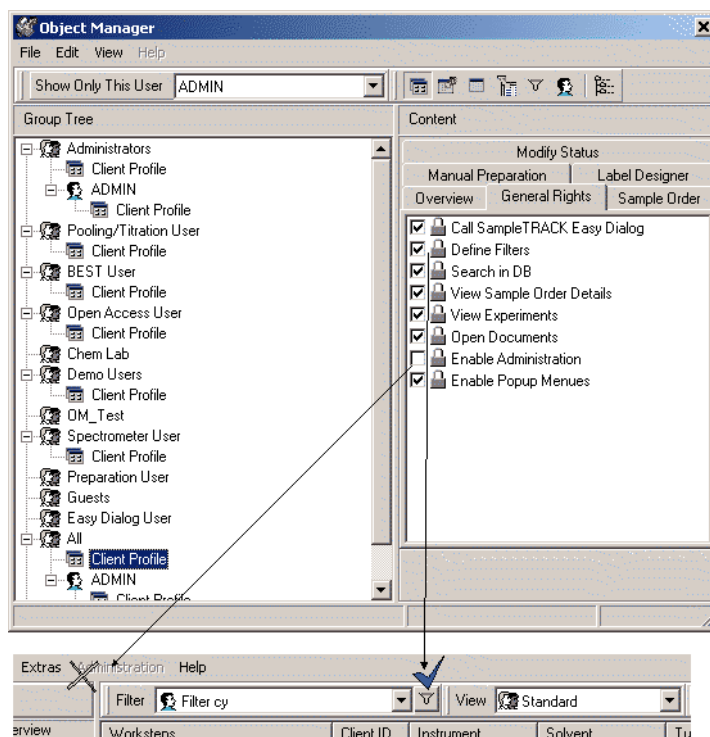 Object Manager
File Edit View Help
Show Only This User ADMIN
Group Tree
Administrators
Client Profile
ADMIN
Client Profile
Pooling/Titration User
Client Profile
BEST User
Client Profile
Open Access User
Client Profile
Chem Lab
Demo Users
Client Profile
OM_Test
Spectrometer User
Client Profile
Preparation User
Guests
Easy Dialog User
All
Client Profile
ADMIN
Client Profile
Content
Modify Status
Manual Preparation Label Designer
Overview General Rights Sample Order
Call SampleTRACK Easy Dialog
Define Filters
Search in DB
View Sample Order Details
View Experiments
Open Documents
Enable Administration
Enable Popup Menues
Extras Administration Help
Filter Filter cy View Standard
erview Worksteps Client ID Instrument Solvent Tu